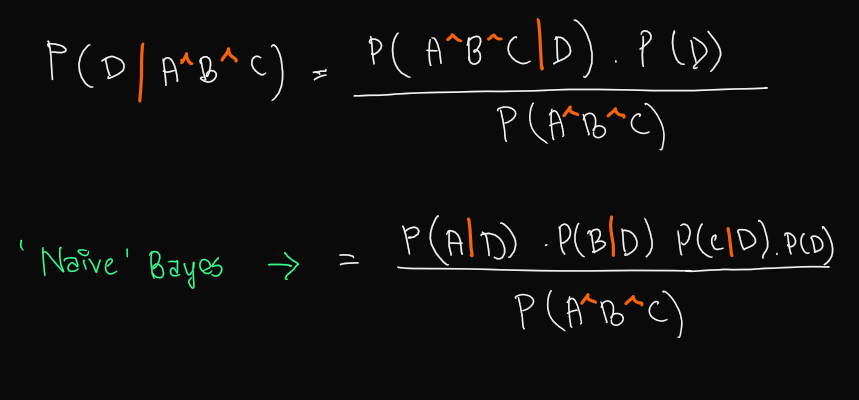 P(D|A^B^C) = P(A^B^C|D) . P(D)
P(A^B^C)
'Naive' Bayes → = P(A|D) . P(B|D) P(C|D) . P(D)
P(A^B^C)